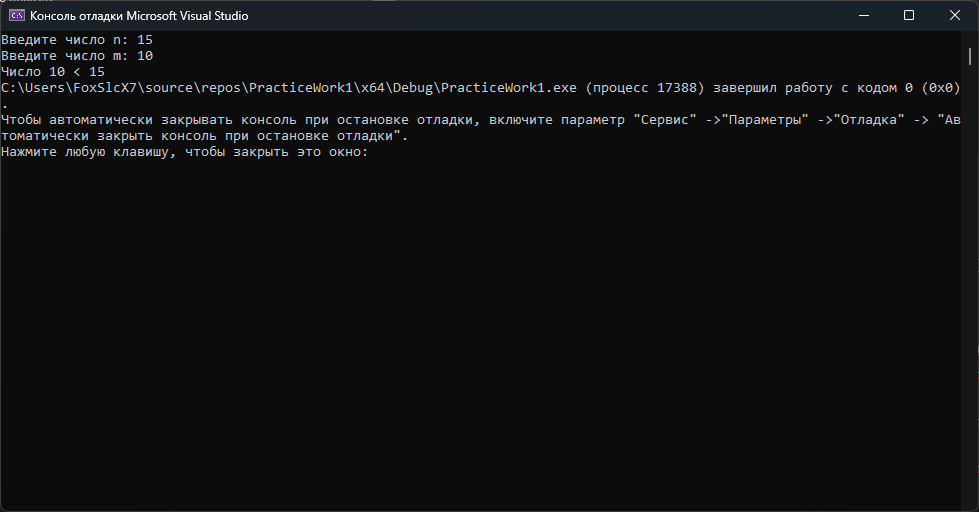 Консоль отладки Microsoft Visual Studio
Введите число n: 15
Введите число m: 10
Число 10 < 15
C:\Users\FoxSlcX7\source\repos\PracticeWork1\x64\Debug\PracticeWork1.exe (процесс 17388) завершил работу с кодом 0 (0x0)
.
Чтобы автоматически закрывать консоль при остановке отладки, включите параметр "Сервис" ->"Параметры" ->"Отладка" -> "Ав
томатически закрыть консоль при остановке отладки".
Нажмите любую клавишу, чтобы закрыть это окно: